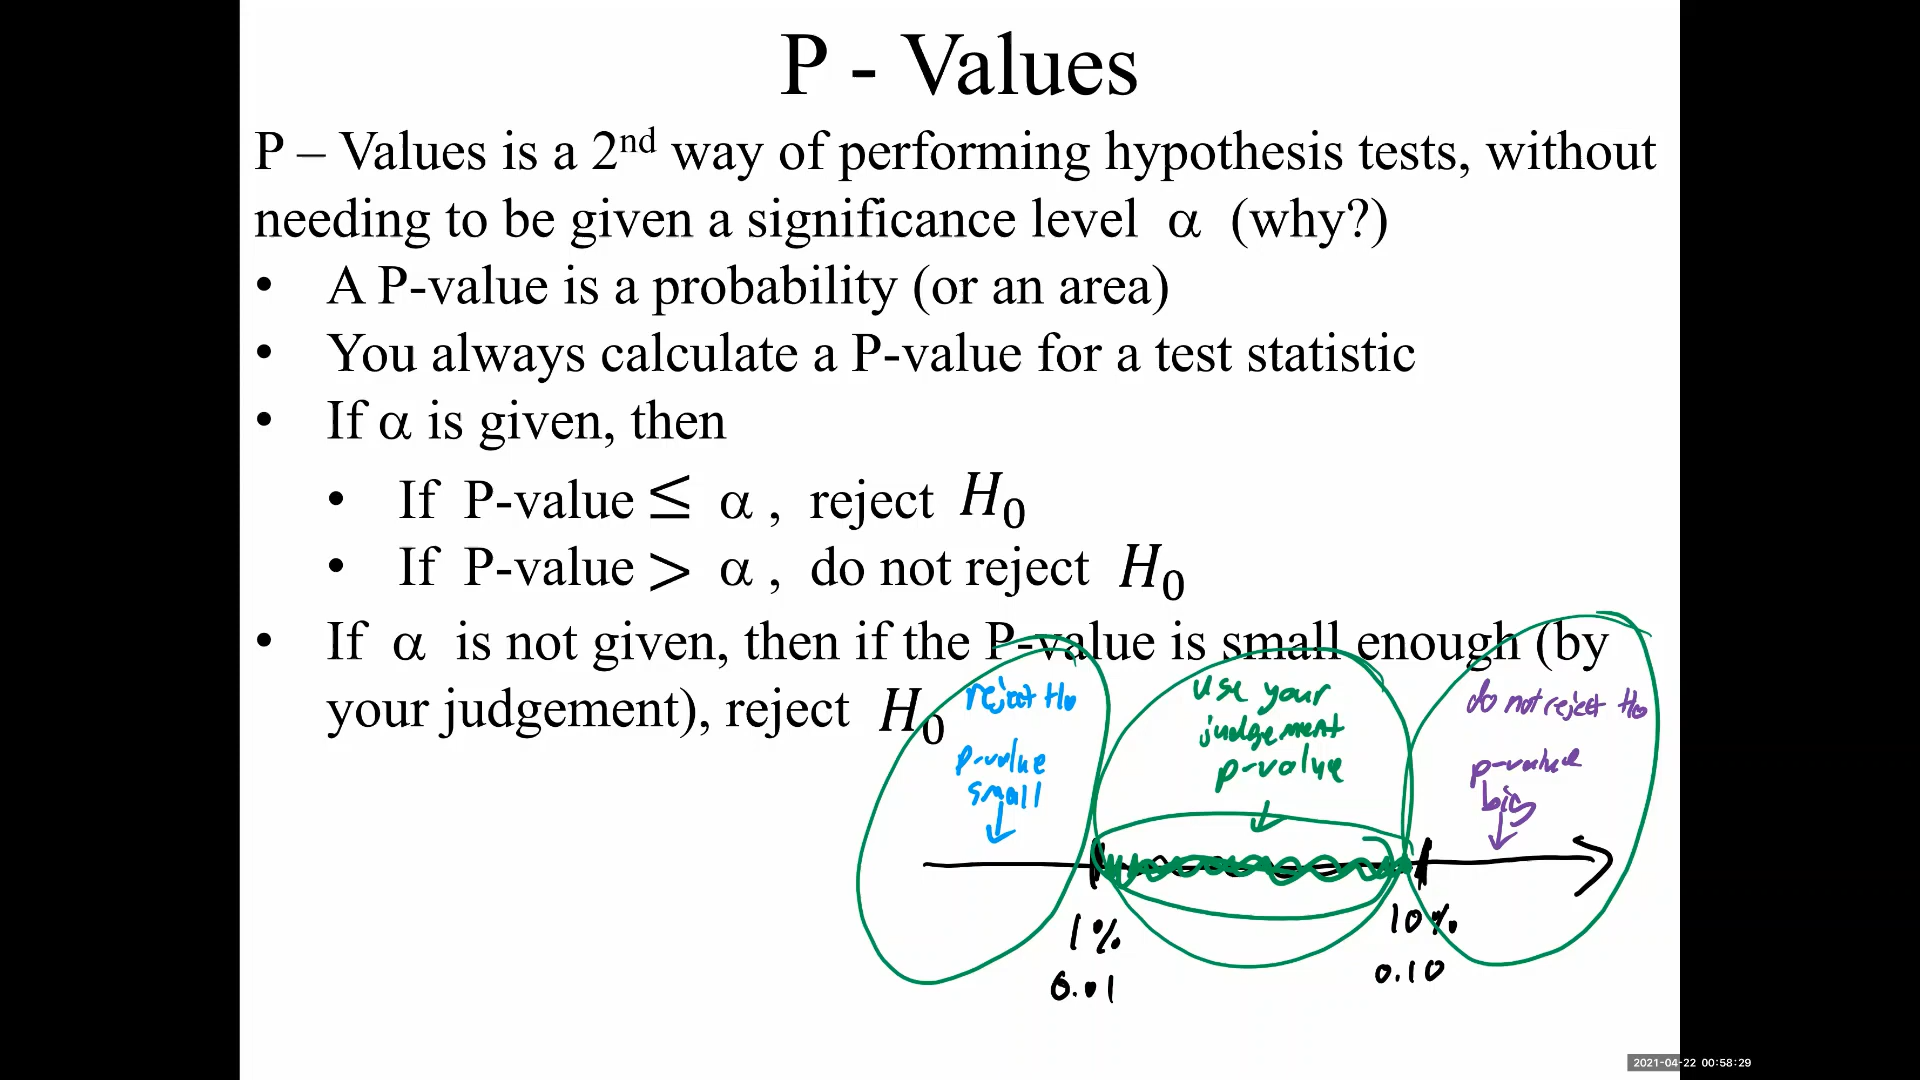 P - Values
P – Values is a 2nd way of performing hypothesis tests, without
needing to be given a significance level α (why?)
• A P-value is a probability (or an area)
• You always calculate a P-value for a test statistic
• If α is given, then
• If P-value ≤ α , reject H₀
• If P-value > α , do not reject H₀
• If α is not given, then if the P-value is small enough (by
your judgement), reject H₀
reject H₀
p-value
small
use your
judgement
p-value
do not reject H₀
p-value
big
1%
0.01
10%
0.10
2021-04-22 00:58:29